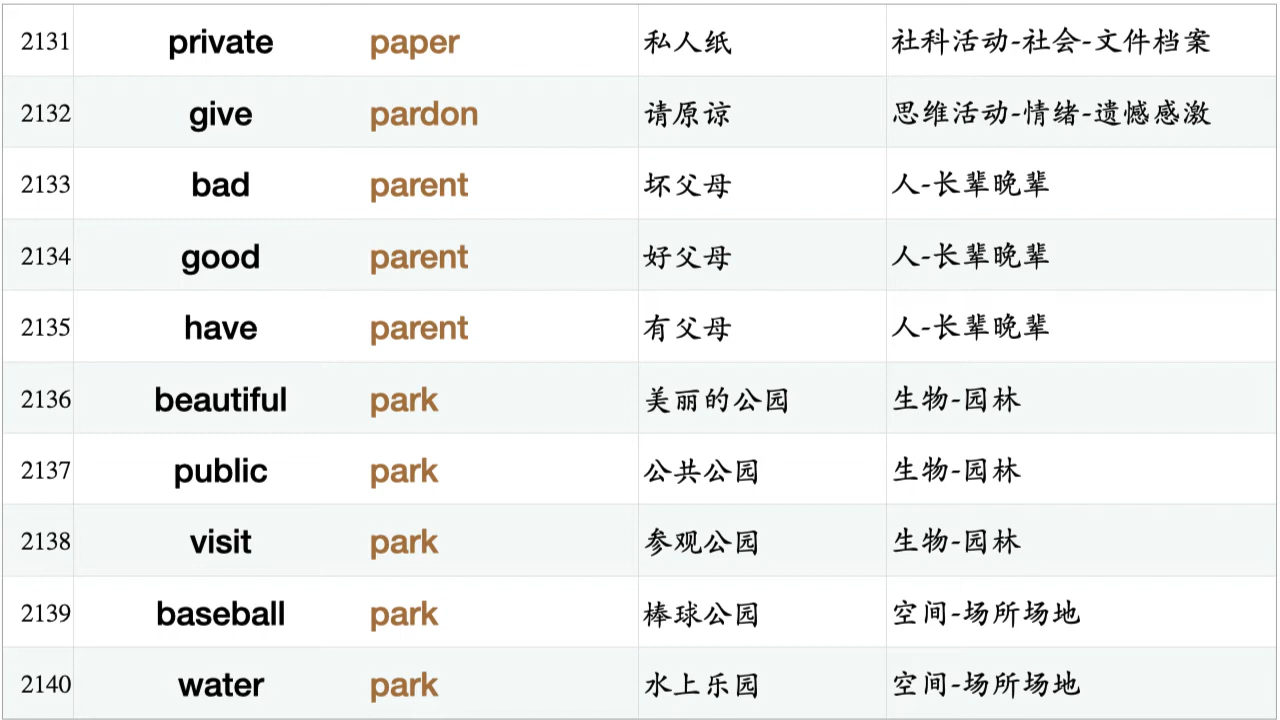 2131 private paper 私人纸 社科活动-社会-文件档案
2132 give pardon 请原谅 思维活动-情绪-遗憾感激
2133 bad parent 坏父母 人-长辈晚辈
2134 good parent 好父母 人-长辈晚辈
2135 have parent 有父母 人-长辈晚辈
2136 beautiful park 美丽的公园 生物-园林
2137 public park 公共公园 生物-园林
2138 visit park 参观公园 生物-园林
2139 baseball park 棒球公园 空间-场所场地
2140 water park 水上乐园 空间-场所场地